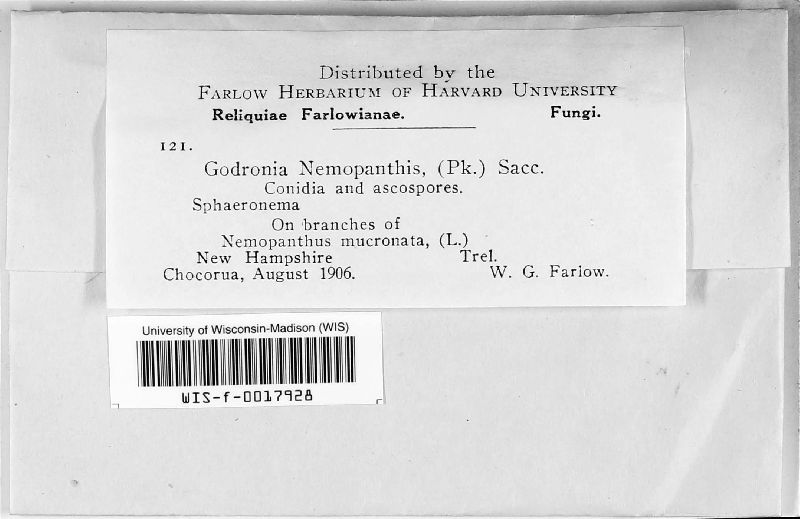 Distributed by the
FARLOW HERBARIUM OF HARVARD UNIVERSITY
Reliquiae Farlowianae. Fungi.
121.
Godronia Nemopanthis, (Pk.) Sacc.
Conidia and ascospores.
Sphaeronema
On branches of
Nemopanthus mucronata, (L.)
New Hampshire Trel.
Chocorua, August 1906. W. G. Farlow.
University of Wisconsin-Madison (WIS)
WIS-f-0017928